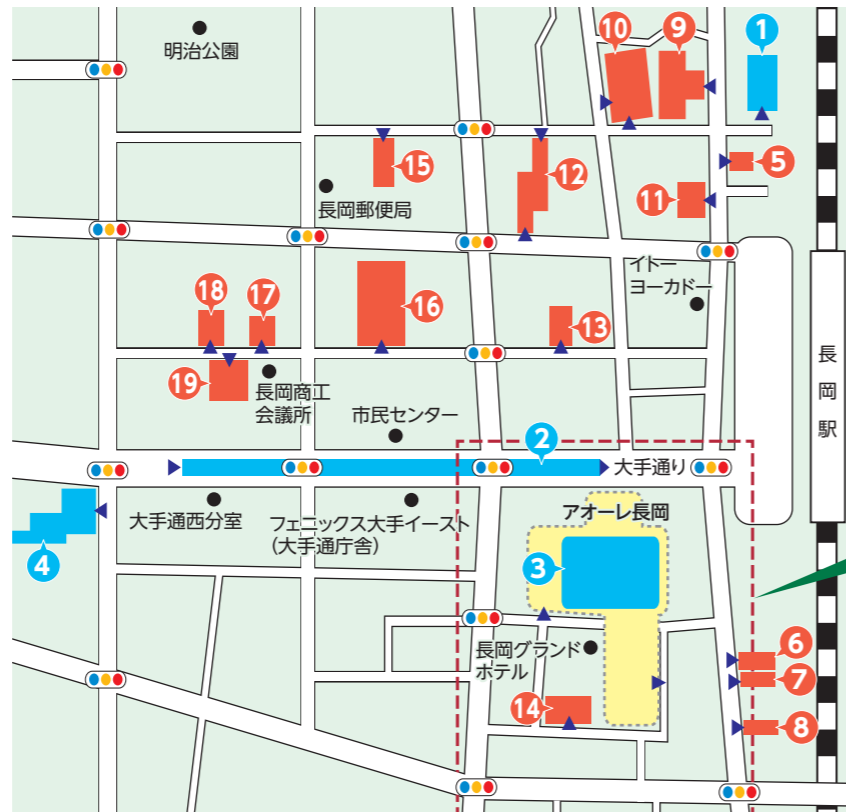 明治公園
10
9
1
15
12
5
11
長岡郵便局
イトー
ヨーカドー
18
17
16
13
長岡駅
19
長岡商工
会議所
市民センター
2
大手通り
大手通西分室
フェニックス大手イースト
(大手通庁舎)
アオーレ長岡
4
3
長岡グランド
ホテル
6
7
14
8